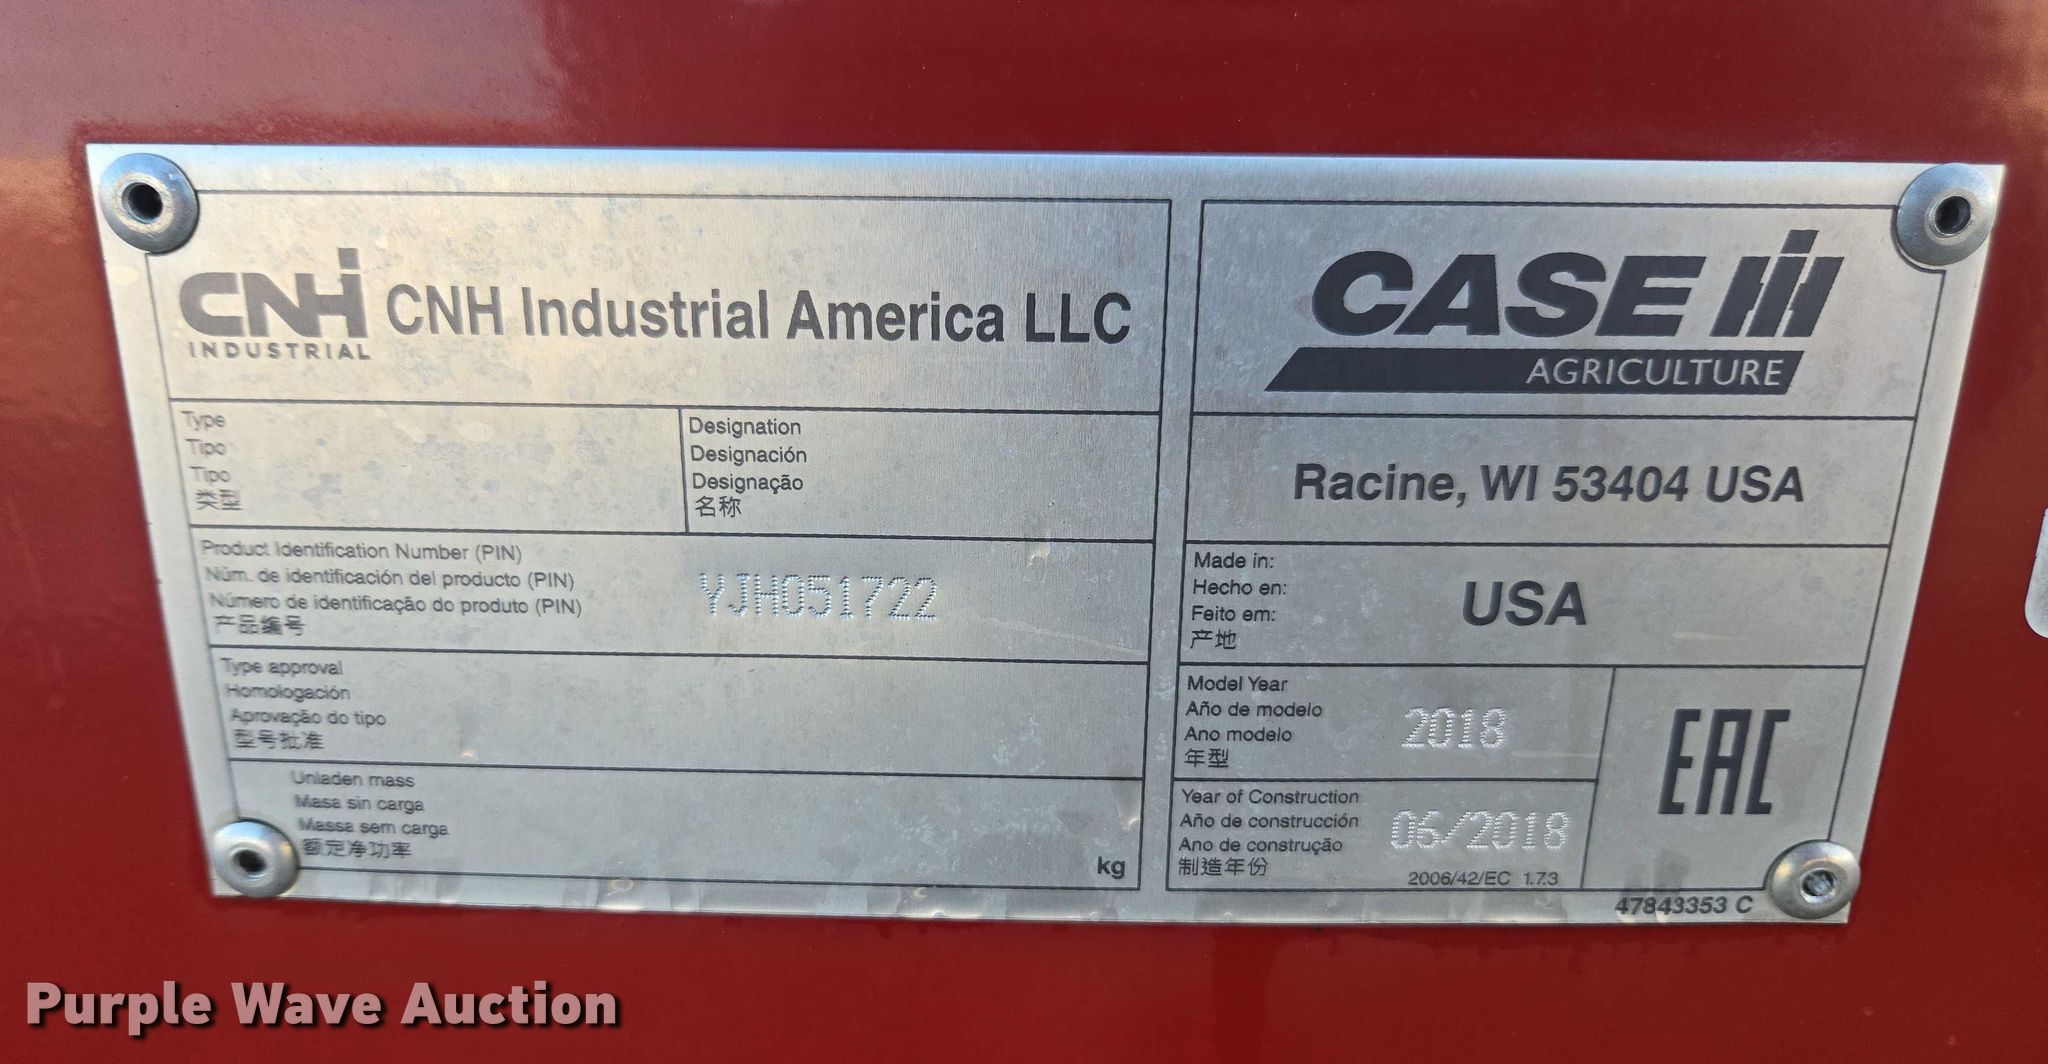 CNH
INDUSTRIAL
CNH Industrial America LLC
Type
Tipo
Tipo
类型
Designation
Designación
Designação
名称
Product Identification Number (PIN)
Núm. de identificación del producto (PIN)
Número de identificação do produto (PIN)
产品编号
YJH051722
Type approval
Homologación
Aprovação do tipo
型号批准
Unladen mass
Masa sin carga
Massa sem carga
额定净功率
kg
CASE IH
AGRICULTURE
Racine, WI 53404 USA
Made in:
Hecho en:
Feito em:
产地
USA
Model Year
Año de modelo
Ano modelo
年型
2018
Year of Construction
Año de construcción
Ano de construção
制造年份
06/2018
2006/42/EC 1.7.3
EAC
47843353 C
Purple Wave Auction